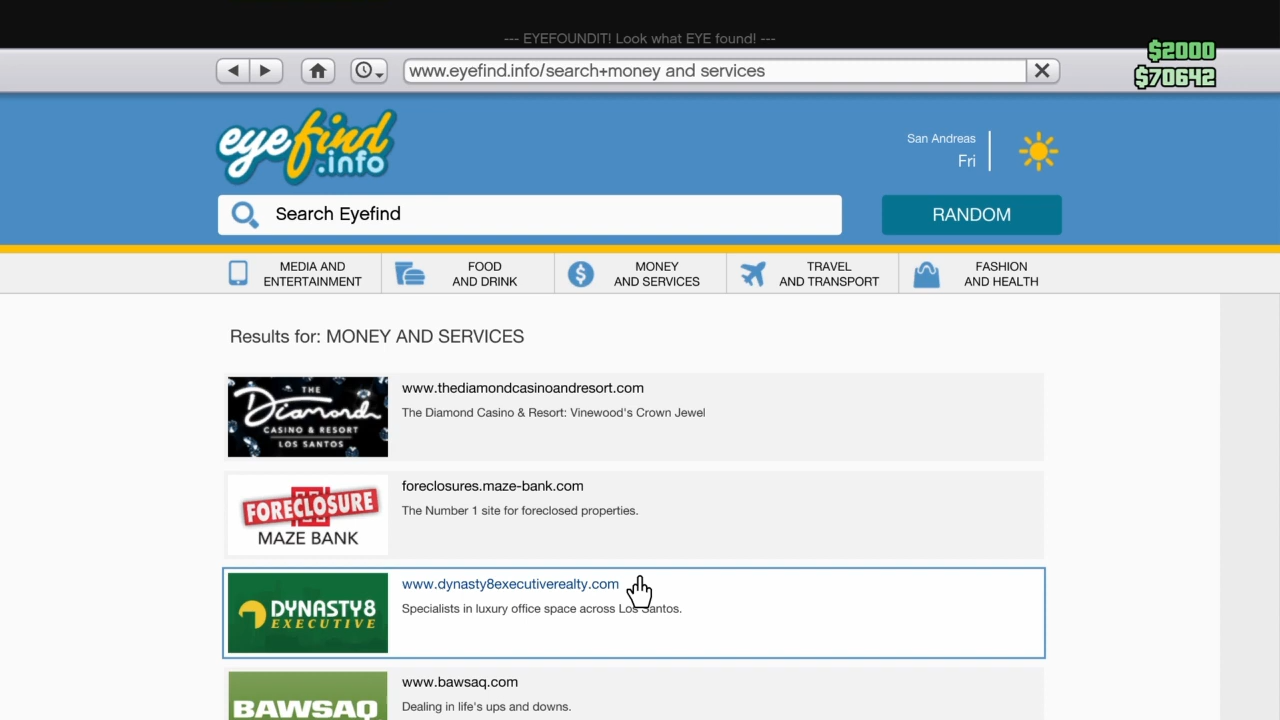 --- EYEFOUNDIT! Look what EYE found! ---
$2000
www.eyefind.info/search+money and services
$70642
eyefind
.info
San Andreas
Fri
Search Eyefind
RANDOM
MEDIA AND
ENTERTAINMENT
FOOD
AND DRINK
MONEY
AND SERVICES
TRAVEL
AND TRANSPORT
FASHION
AND HEALTH
Results for: MONEY AND SERVICES
THE
Diamond
CASINO & RESORT
LOS SANTOS
www.thediamondcasinoandresort.com
The Diamond Casino & Resort: Vinewood's Crown Jewel
FORECLOSURE
MAZE BANK
foreclosures.maze-bank.com
The Number 1 site for foreclosed properties.
DYNASTY8
EXECUTIVE
www.dynasty8executiverealty.com
Specialists in luxury office space across Los Santos.
BAWSAQ
www.bawsaq.com
Dealing in life's ups and downs.